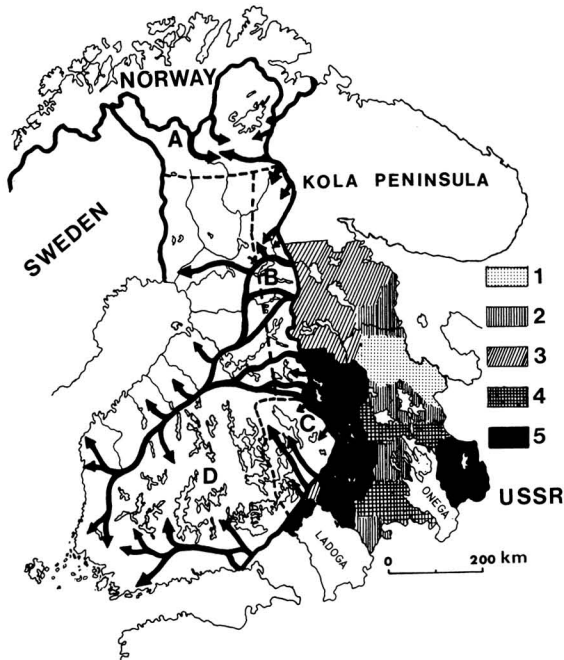 NORWAY
A
KOLA PENINSULA
SWEDEN
B
1
2
3
4
5
C
D
USSR
ONEGA
LADOGA
0 200 km